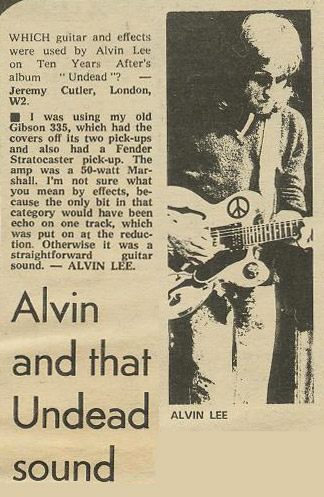 WHICH guitar and effects
were used by Alvin Lee
on Ten Years After's
album "Undead"? —
Jeremy Cutler, London,
W2.
■ I was using my old
Gibson 335, which had the
covers off its two pick-ups
and also had a Fender
Stratocaster pick-up. The
amp was a 50-watt Mar-
shall. I'm not sure what
you mean by effects, be-
cause the only bit in that
category would have been
echo on one track, which
was put on at the reduc-
tion. Otherwise it was a
straightforward guitar
sound. — ALVIN LEE.
Alvin
and that
Undead
sound
ALVIN LEE